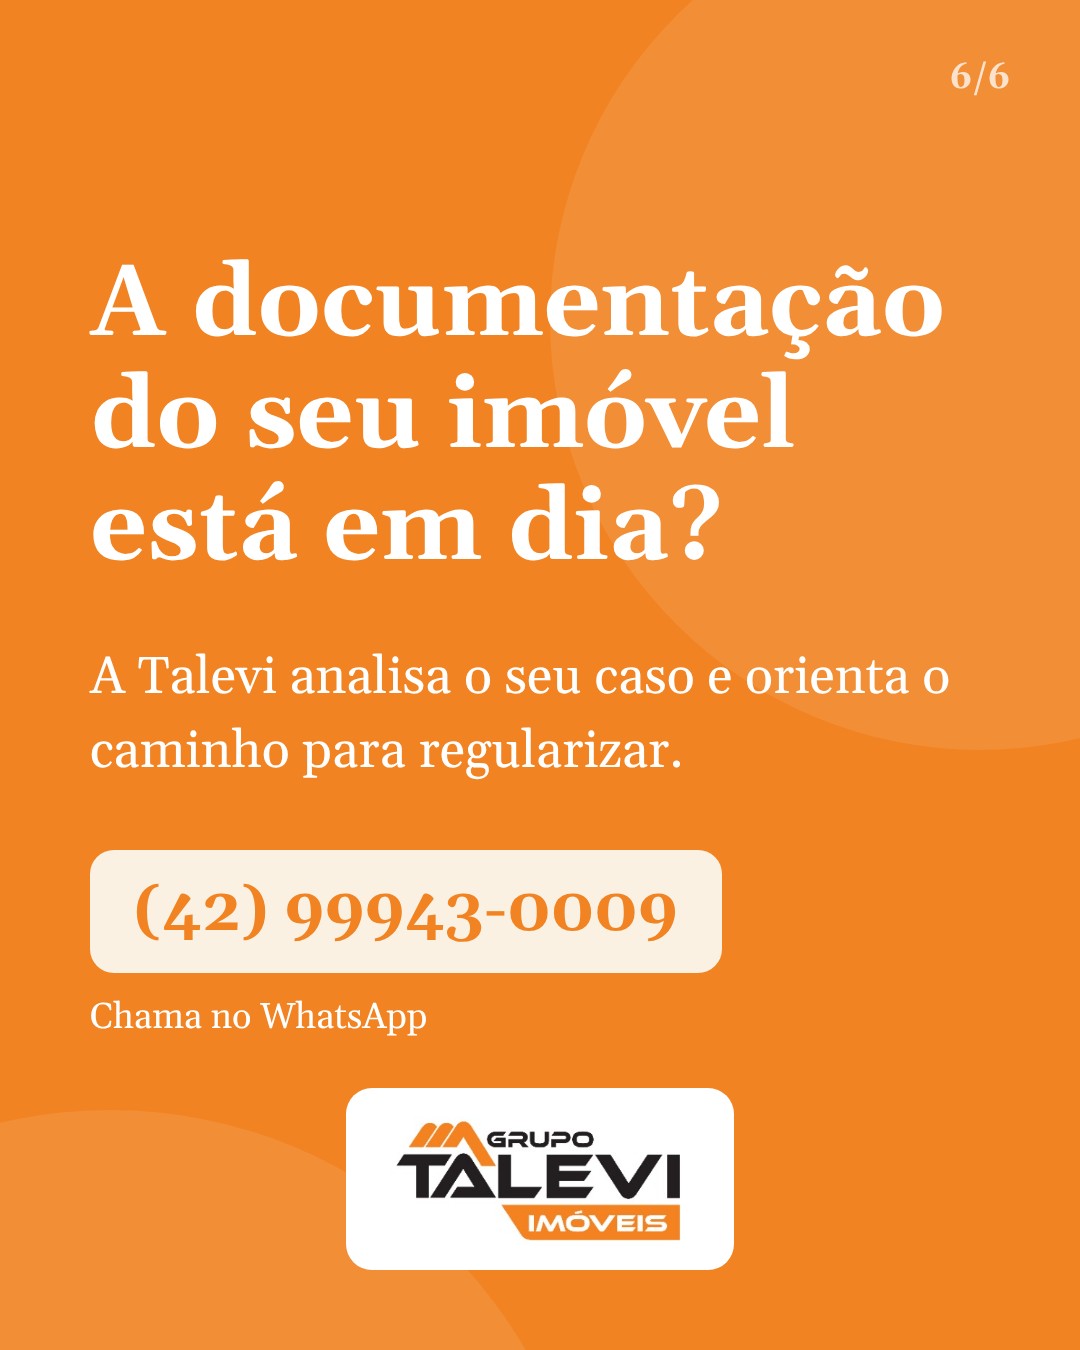 6/6
A documentação
do seu imóvel
está em dia?
A Talevi analisa o seu caso e orienta o
caminho para regularizar.
(42) 99943-0009
Chama no WhatsApp
GRUPO
TALEVI
IMÓVEIS